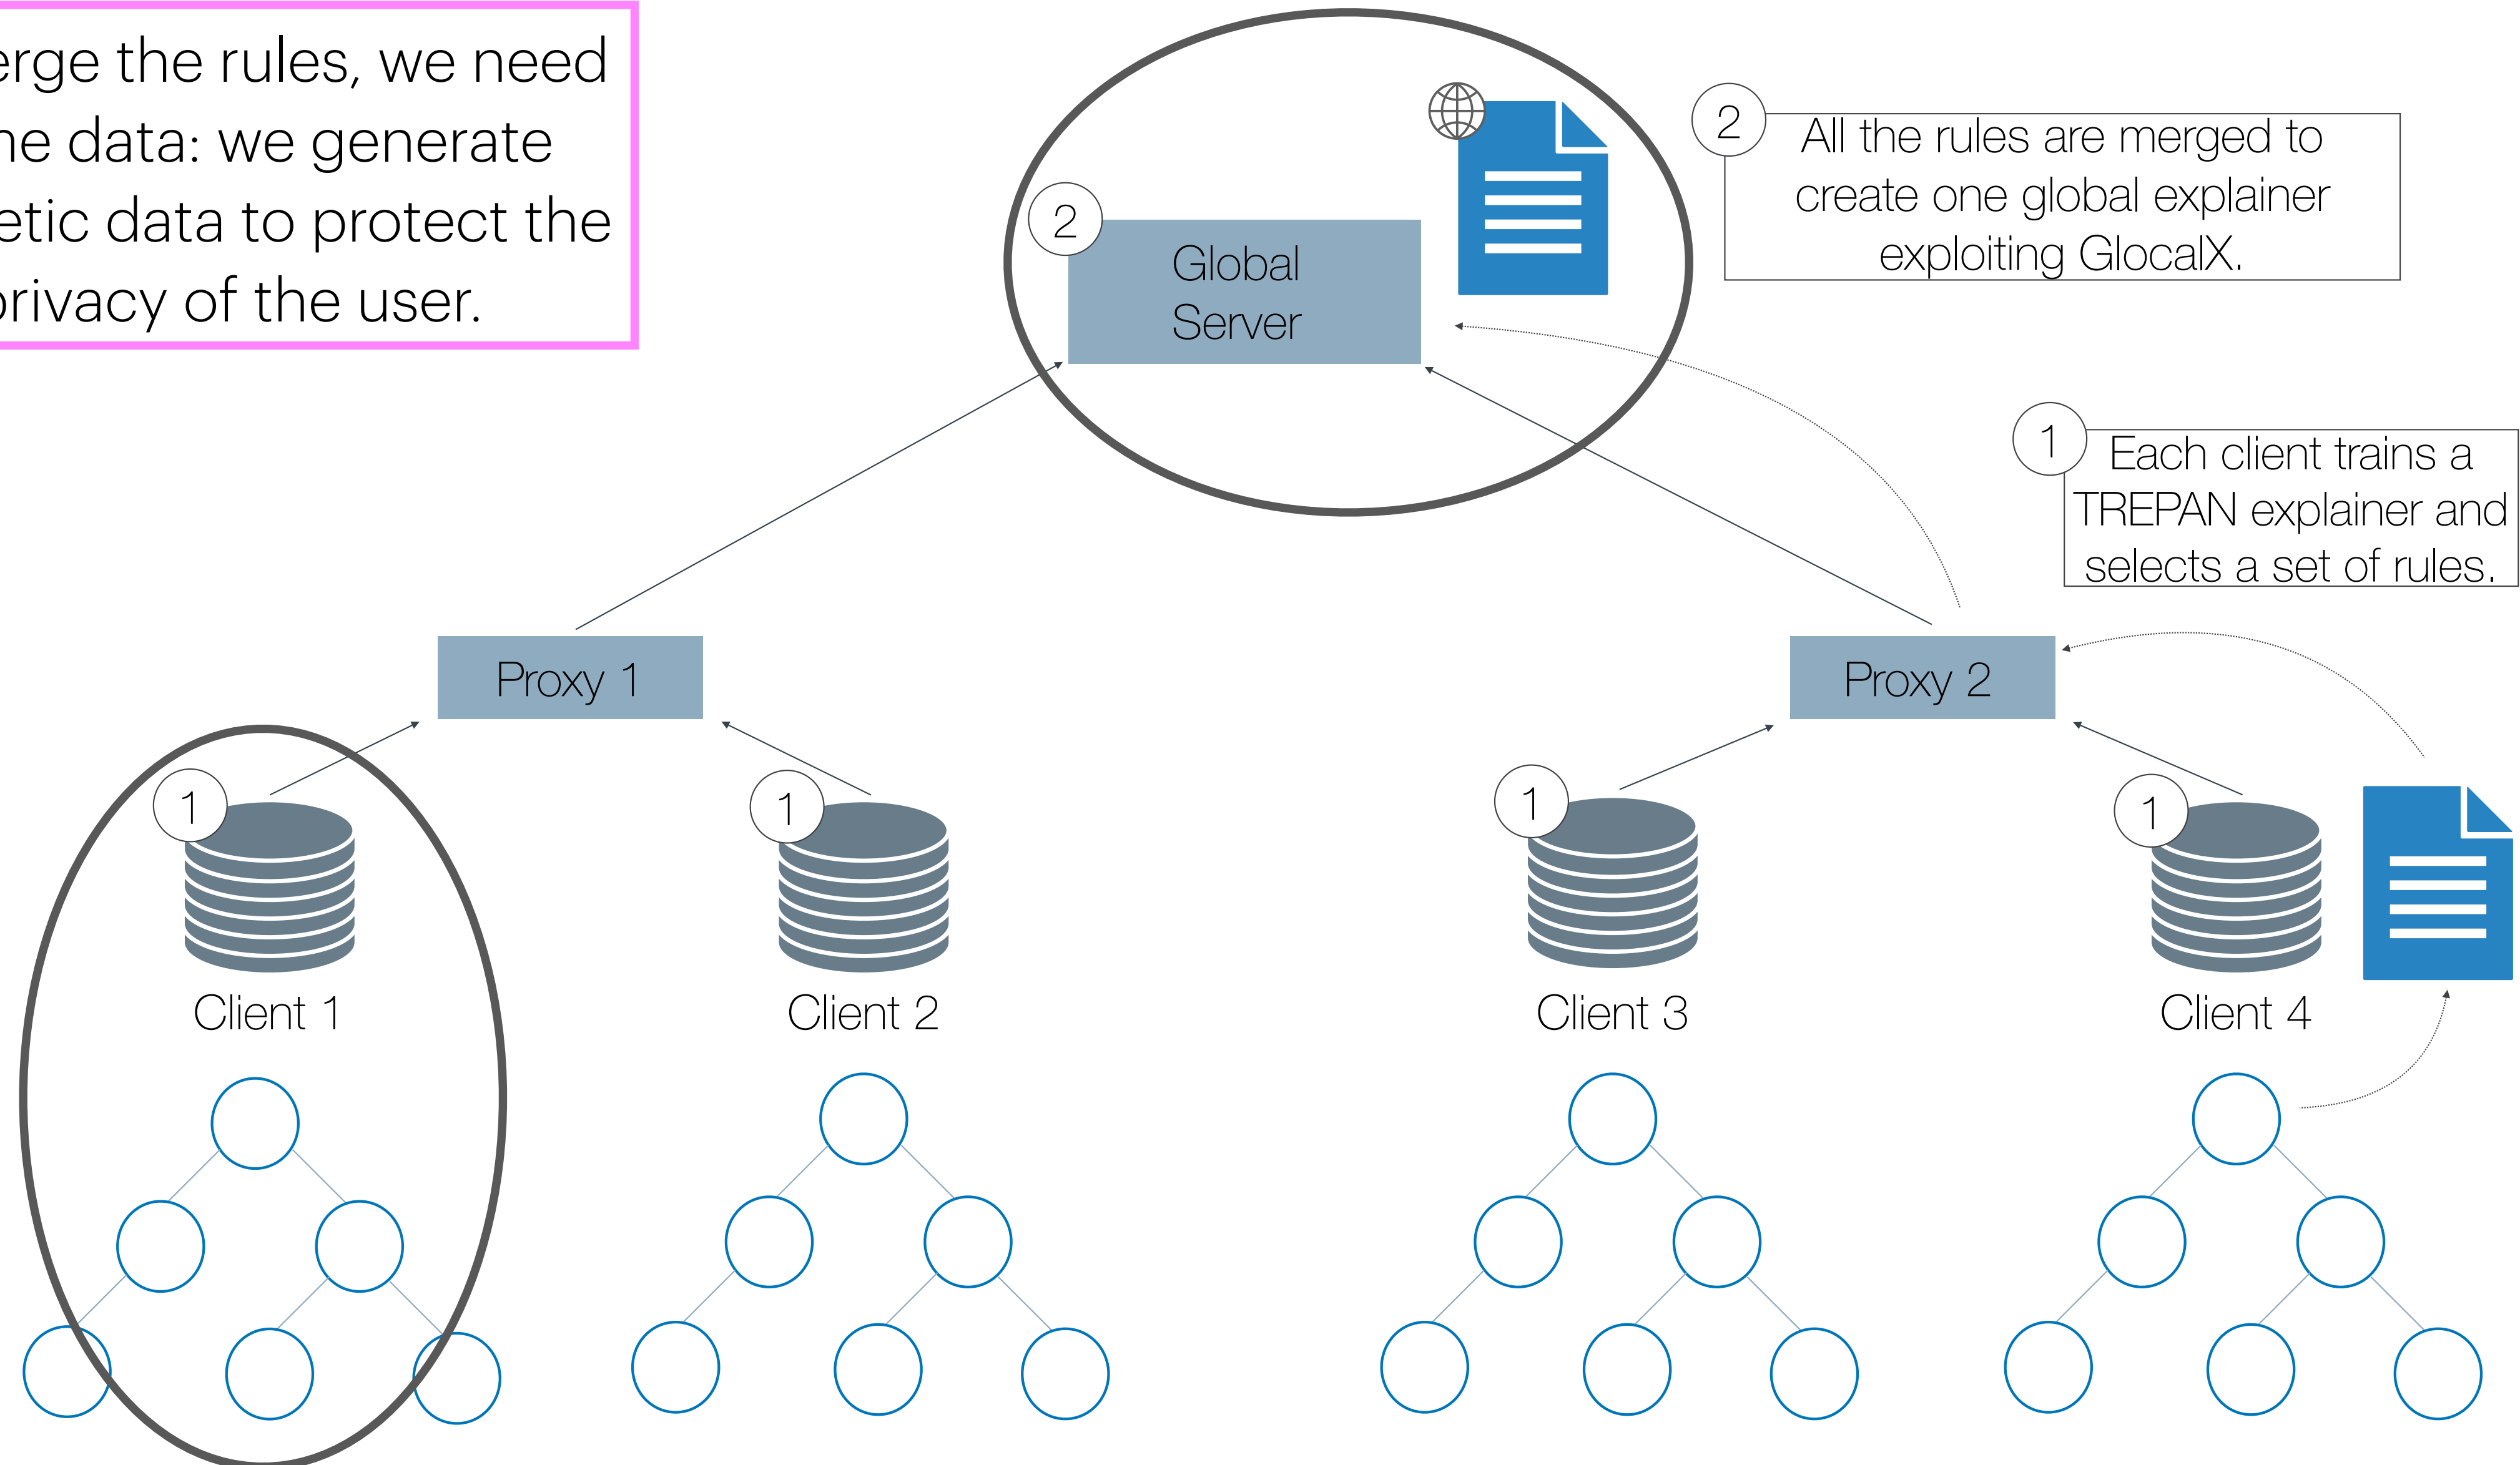 erge the rules, we need
ne data: we generate
etic data to protect the
privacy of the user.
2
All the rules are merged to
create one global explainer
exploiting GlocalX.
2
Global
Server
1
Each client trains a
TREPAN explainer and
selects a set of rules.
Proxy 1
Proxy 2
1
1
1
1
Client 1
Client 2
Client 3
Client 4